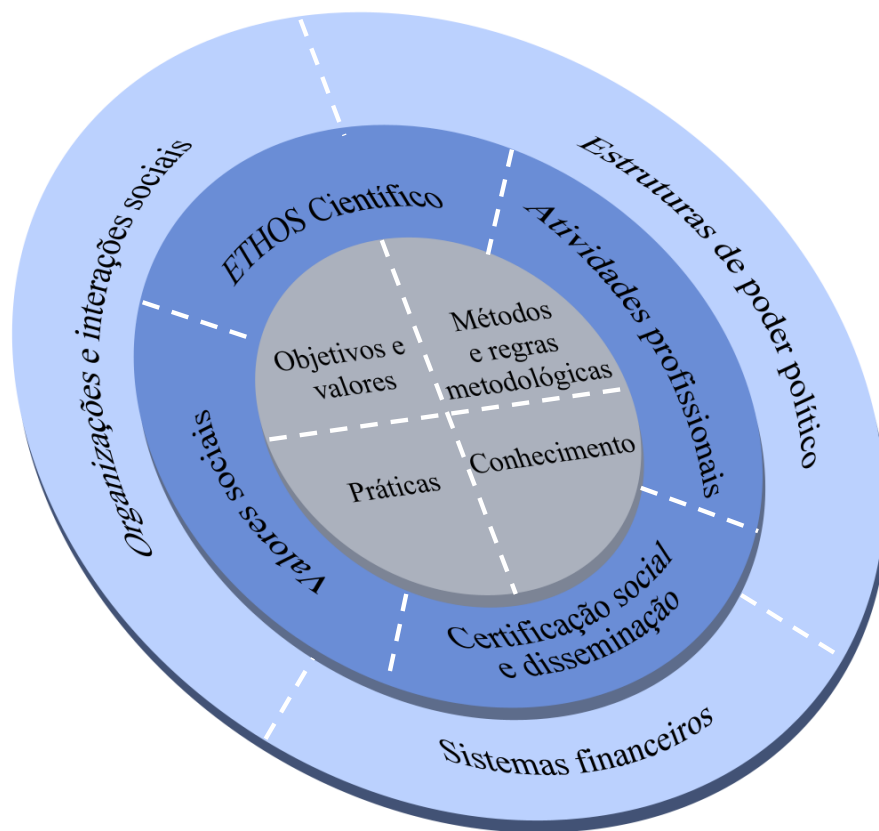 Organizações e interações sociais
Estruturas de poder político
Sistemas financeiros
ETHOS Científico
Atividades profissionais
Valores sociais
Certificação social
e disseminação
Objetivos e
valores
Métodos
e regras
metodológicas
Práticas
Conhecimento